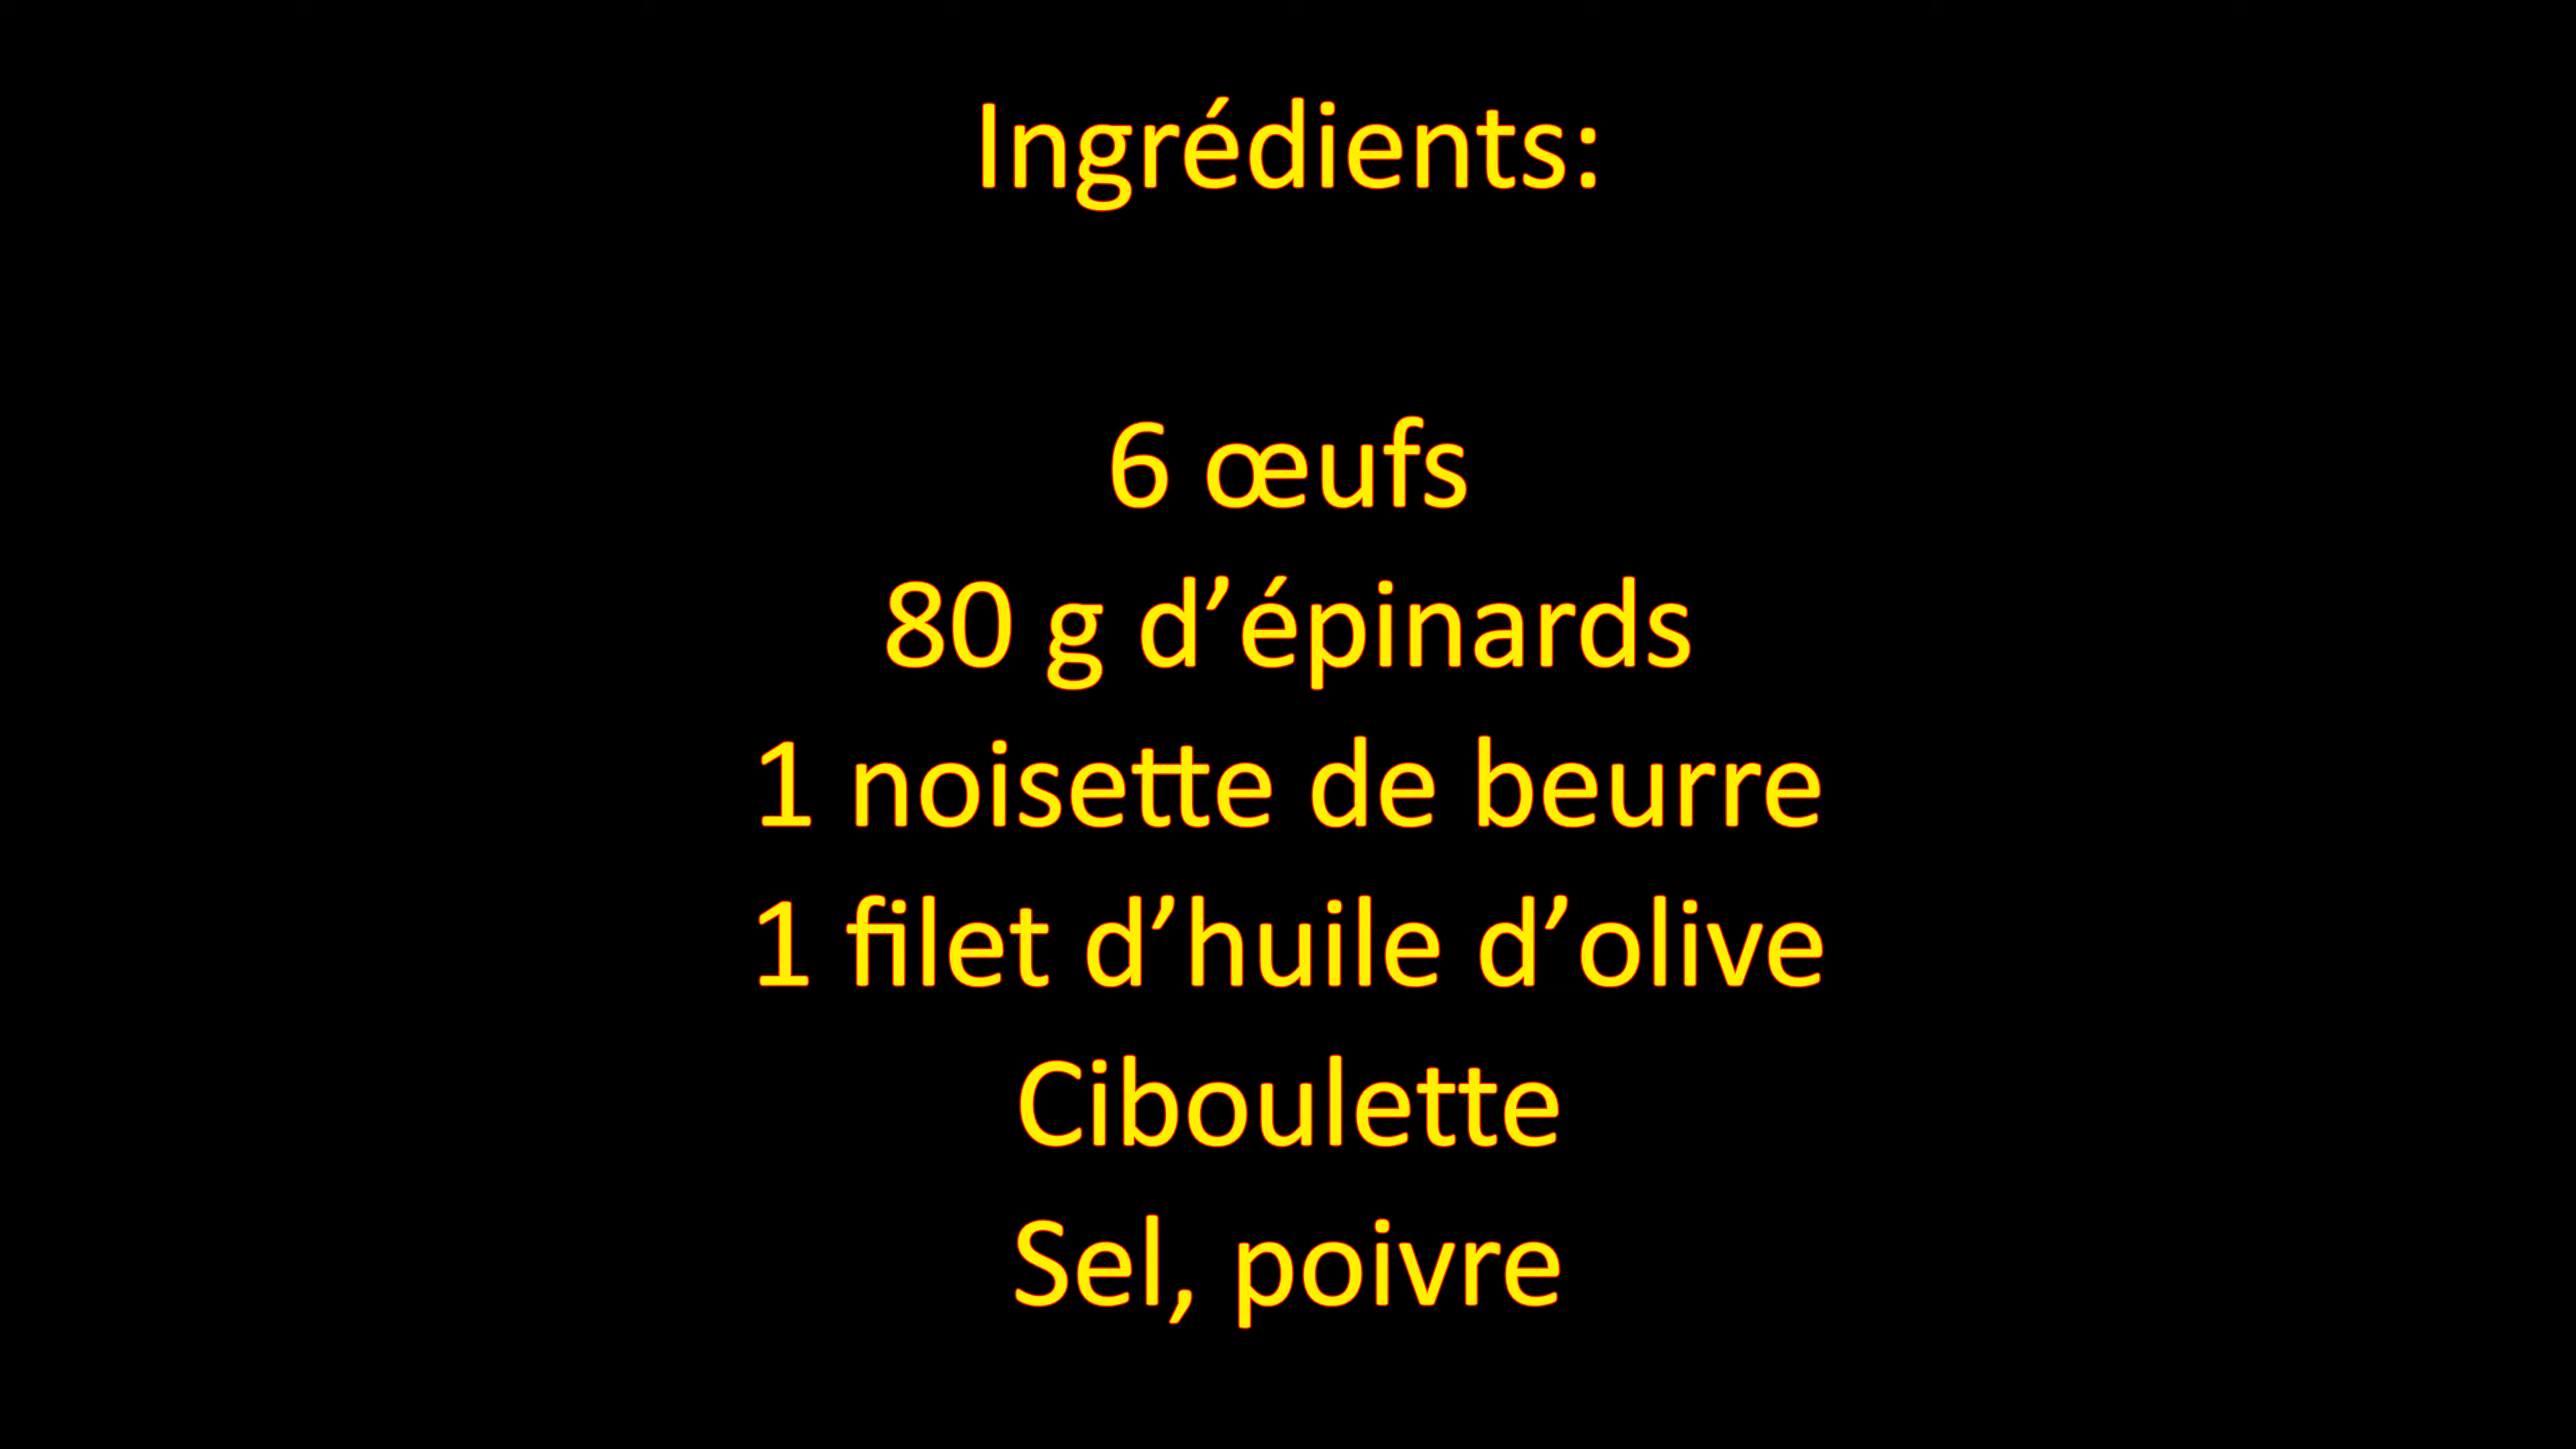 Ingrédients:
6 œufs
80 g d’épinards
1 noisette de beurre
1 filet d’huile d’olive
Ciboulette
Sel, poivre